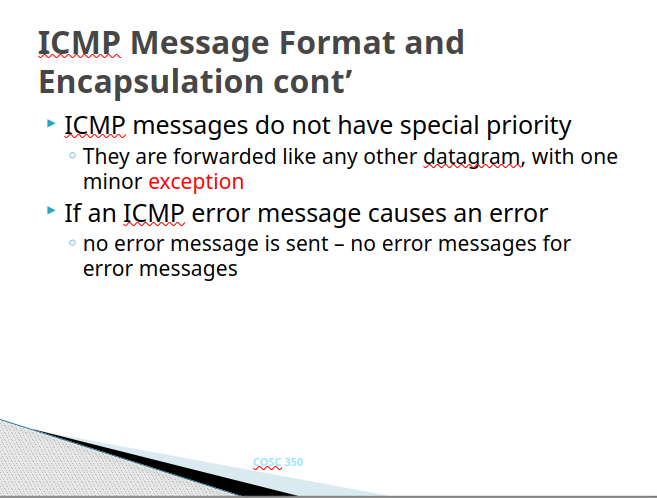 ICMP Message Format and
Encapsulation cont’
ICMP messages do not have special priority
They are forwarded like any other datagram, with one
minor exception
If an ICMP error message causes an error
no error message is sent – no error messages for
error messages
COSC 350